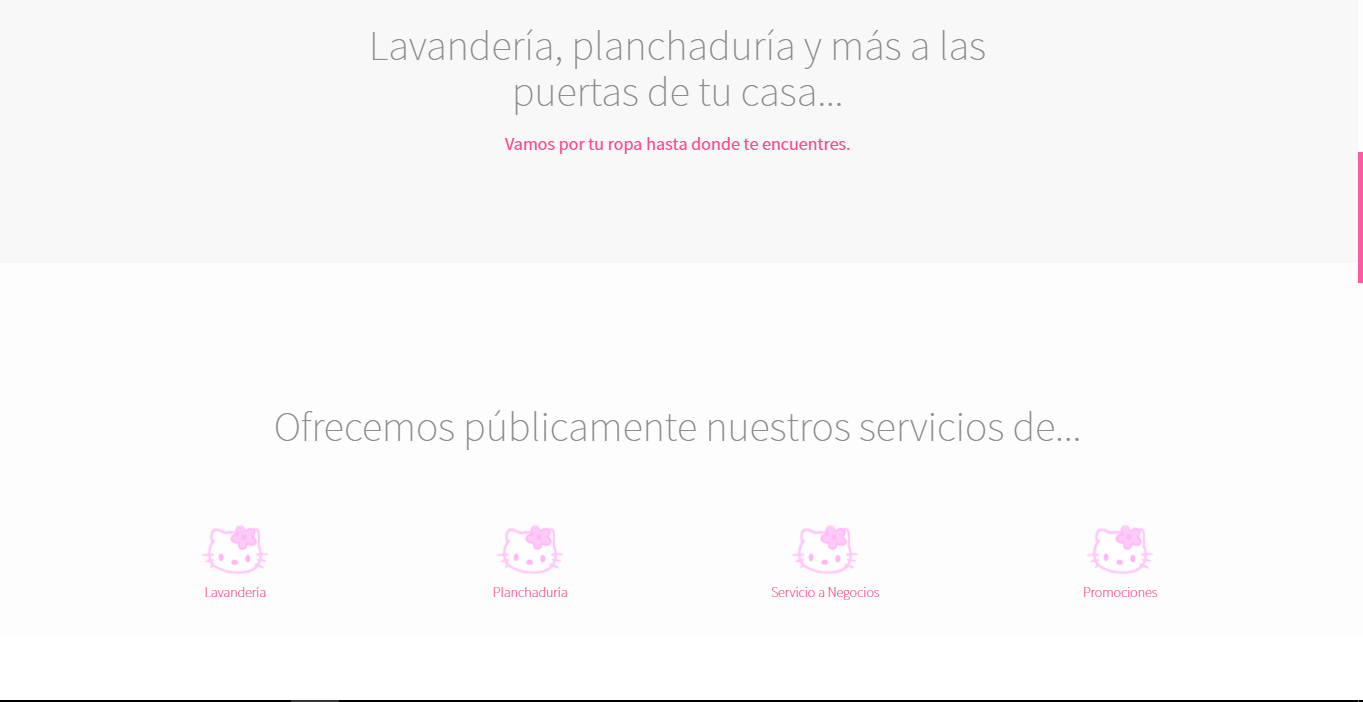 Lavandería, planchaduría y más a las
puertas de tu casa...
Vamos por tu ropa hasta donde te encuentres.
Ofrecemos públicamente nuestros servicios de...
Lavandería
Planchaduría
Servicio a Negocios
Promociones